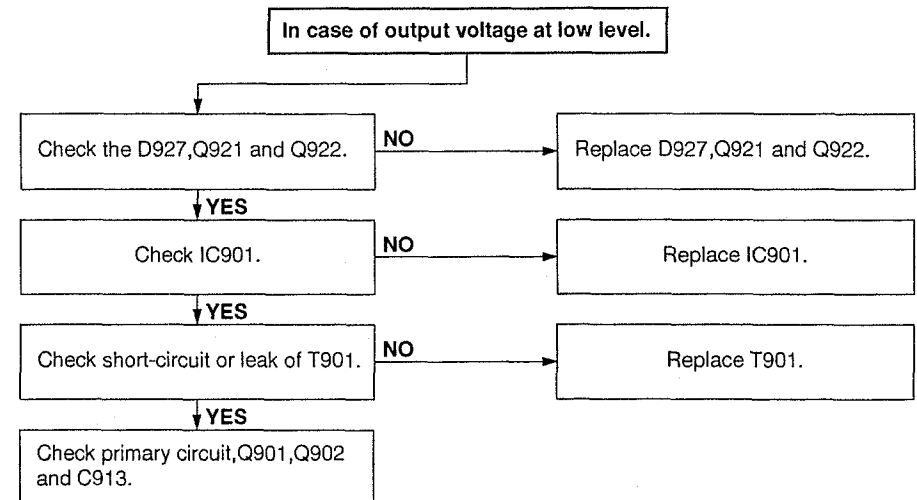 In case of output voltage at low level.
Check the D927,Q921 and Q922.
NO
Replace D927,Q921 and Q922.
YES
Check IC901.
NO
Replace IC901.
YES
Check short-circuit or leak of T901.
NO
Replace T901.
YES
Check primary circuit,Q901,Q902
and C913.